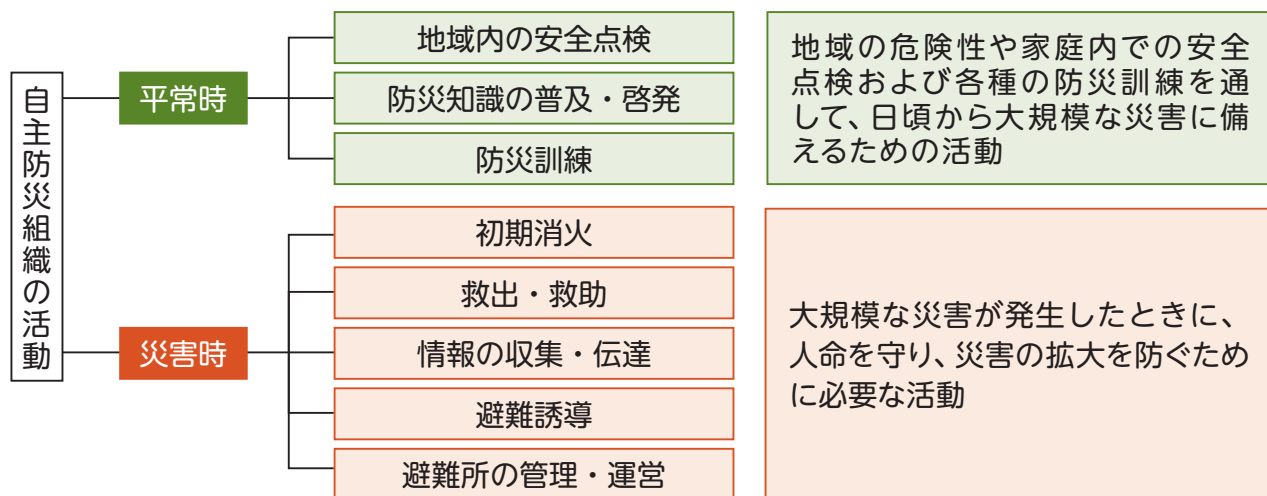 自主防災組織の活動
平常時
地域内の安全点検
防災知識の普及・啓発
防災訓練
地域の危険性や家庭内での安全
点検および各種の防災訓練を通
して、日頃から大規模な災害に備
えるための活動
災害時
初期消火
救出・救助
情報の収集・伝達
避難誘導
避難所の管理・運営
大規模な災害が発生したときに、
人命を守り、災害の拡大を防ぐため
に必要な活動